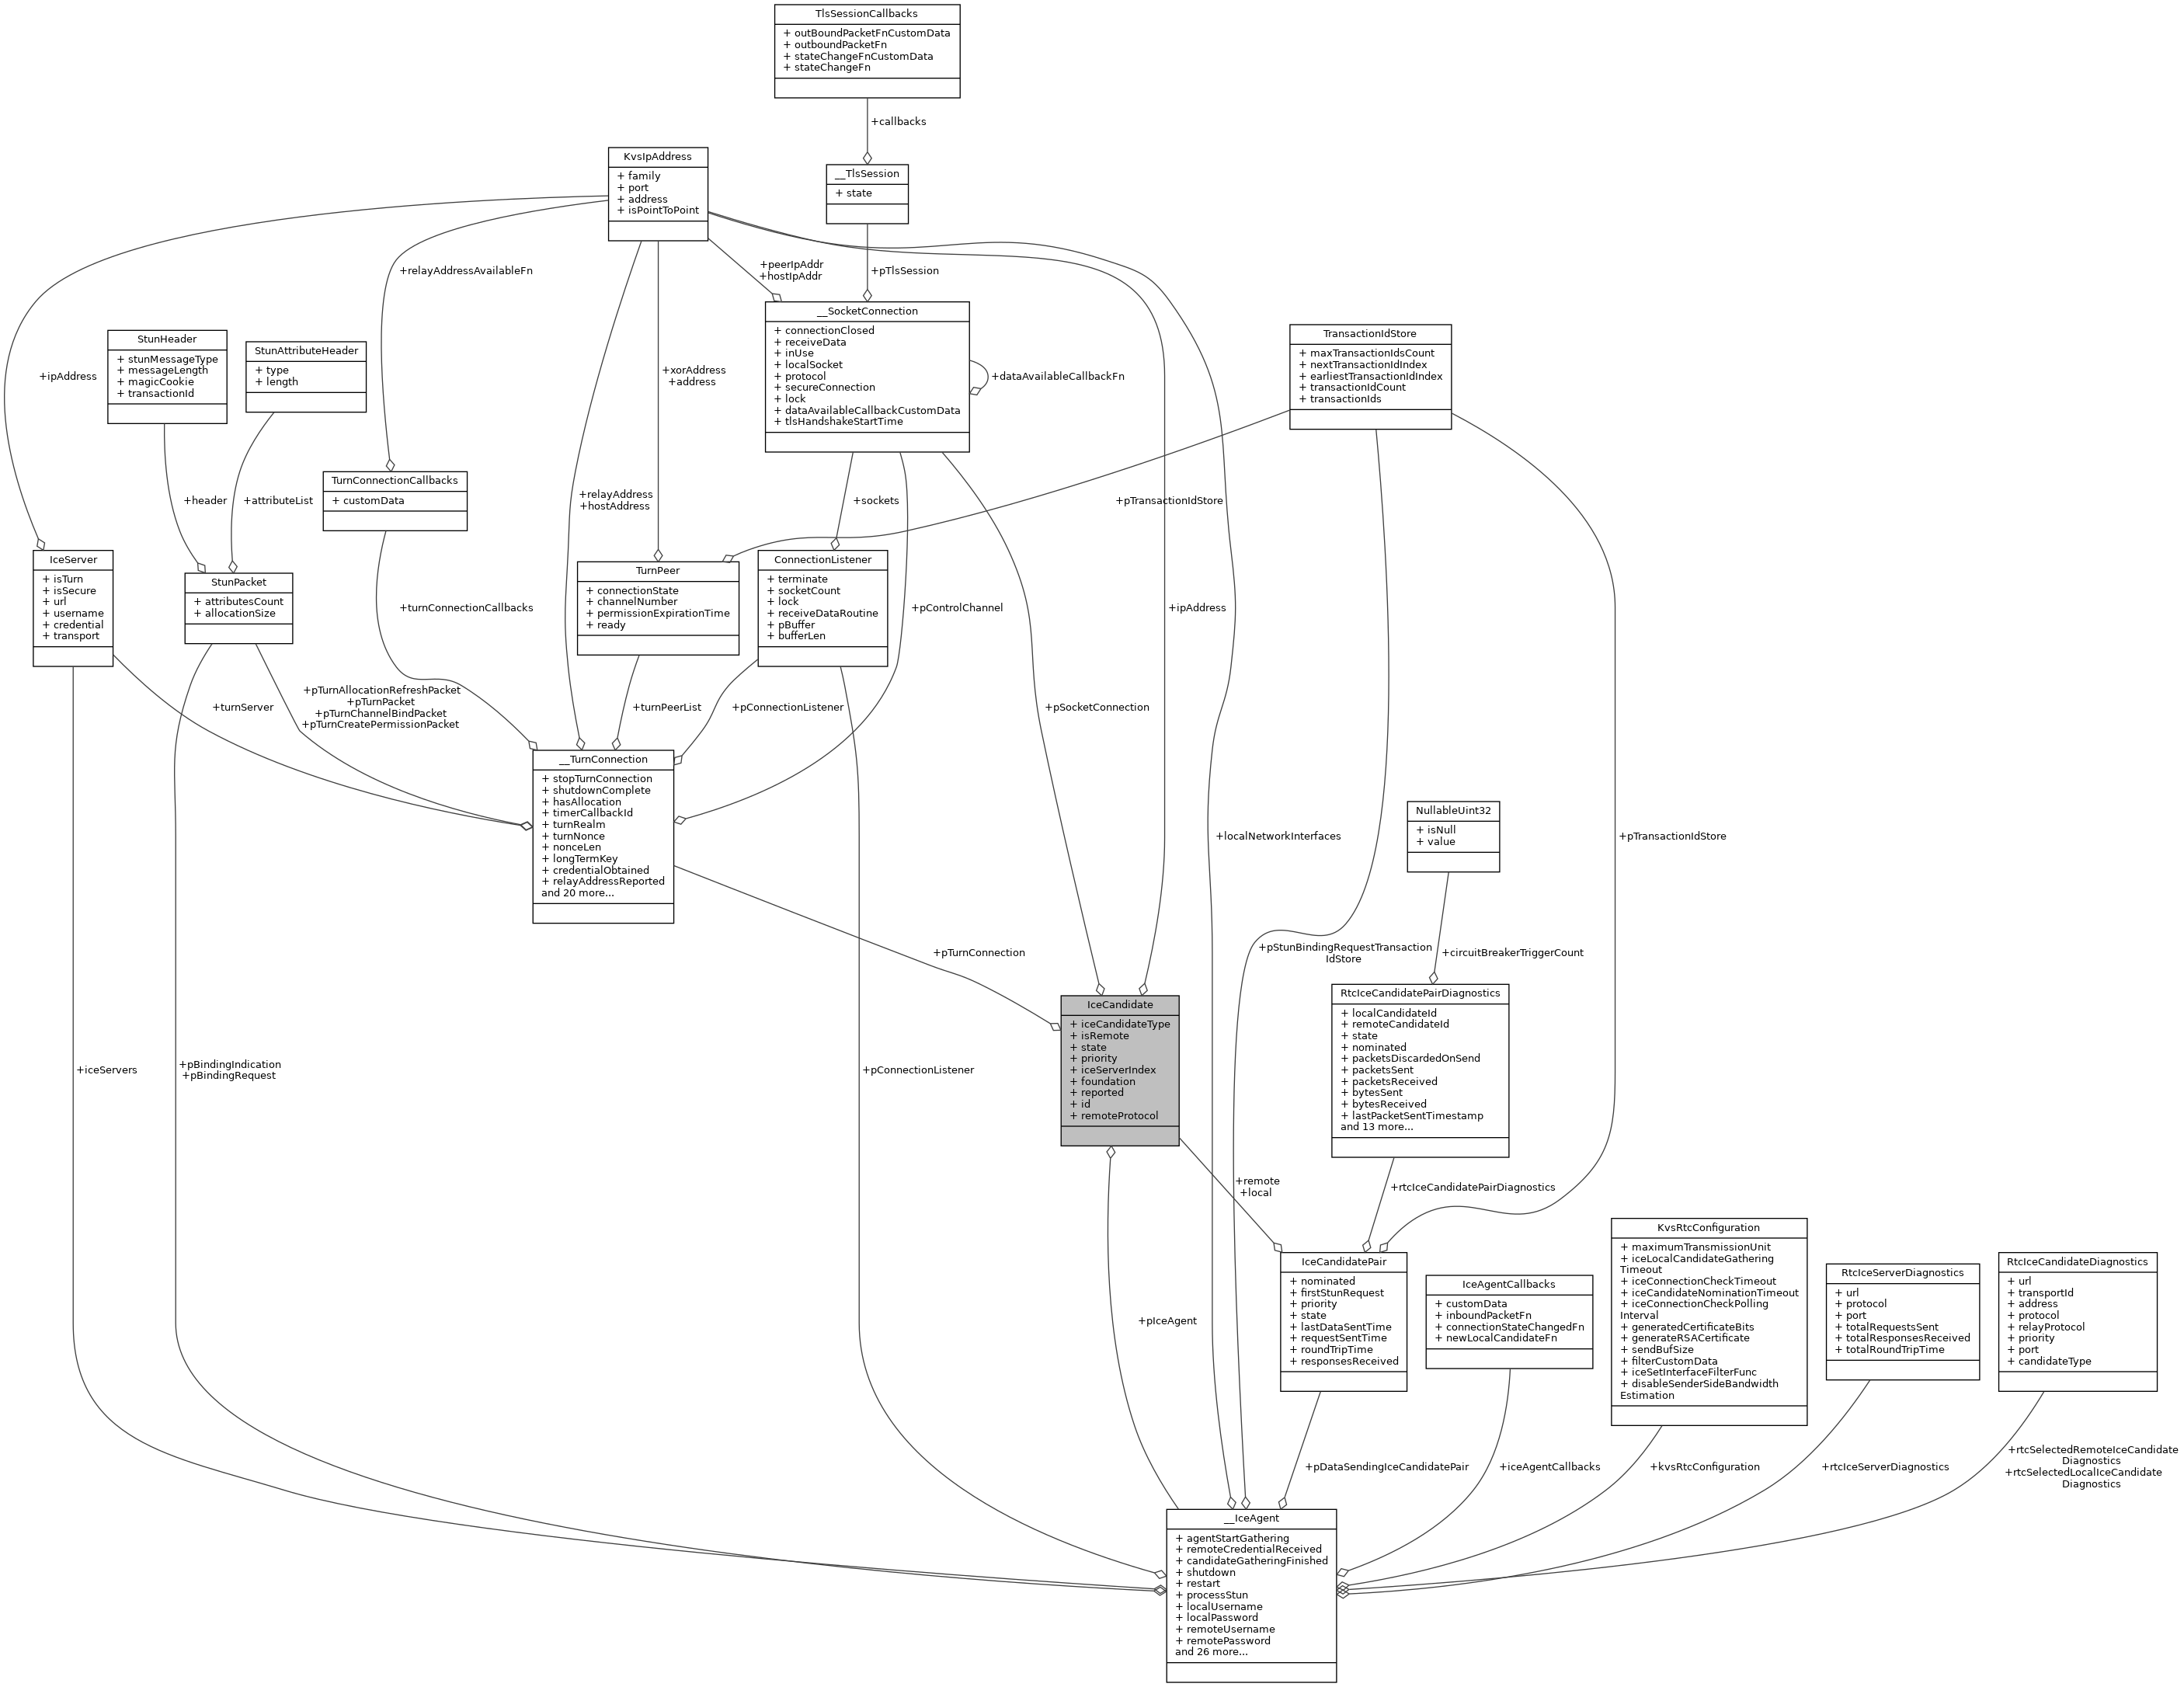 TlsSessionCallbacks
+ outBoundPacketFnCustomData
+ outboundPacketFn
+ stateChangeFnCustomData
+ stateChangeFn
+callbacks
KvsIpAddress
+ family
+ port
+ address
+ isPointToPoint
__TlsSession
+ state
+relayAddressAvailableFn
+peerIpAddr
+hostIpAddr
+pTlsSession
__SocketConnection
+ connectionClosed
+ receiveData
+ inUse
+ localSocket
+ protocol
+ secureConnection
+ lock
+ dataAvailableCallbackCustomData
+ tlsHandshakeStartTime
+dataAvailableCallbackFn
TransactionIdStore
+ maxTransactionIdsCount
+ nextTransactionIdIndex
+ earliestTransactionIdIndex
+ transactionIdCount
+ transactionIds
+ipAddress
StunHeader
+ stunMessageType
+ messageLength
+ magicCookie
+ transactionId
StunAttributeHeader
+ type
+ length
+xorAddress
+address
+header
+attributeList
TurnConnectionCallbacks
+ customData
+relayAddress
+hostAddress
+sockets
+pTransactionIdStore
IceServer
+ isTurn
+ isSecure
+ url
+ username
+ credential
+ transport
StunPacket
+ attributesCount
+ allocationSize
+turnConnectionCallbacks
TurnPeer
+ connectionState
+ channelNumber
+ permissionExpirationTime
+ ready
ConnectionListener
+ terminate
+ socketCount
+ lock
+ receiveDataRoutine
+ pBuffer
+ bufferLen
+pControlChannel
+ipAddress
+turnServer
+pTurnAllocationRefreshPacket
+pTurnPacket
+pTurnChannelBindPacket
+pTurnCreatePermissionPacket
+turnPeerList
+pConnectionListener
+pSocketConnection
__TurnConnection
+ stopTurnConnection
+ shutdownComplete
+ hasAllocation
+ timerCallbackId
+ turnRealm
+ turnNonce
+ nonceLen
+ longTermKey
+ credentialObtained
+ relayAddressReported
and 20 more...
+localNetworkInterfaces
NullableUint32
+ isNull
+ value
+pTransactionIdStore
+pTurnConnection
+pStunBindingRequestTransaction
IdStore
+circuitBreakerTriggerCount
IceCandidate
+ iceCandidateType
+ isRemote
+ state
+ priority
+ iceServerIndex
+ foundation
+ reported
+ id
+ remoteProtocol
RtcIceCandidatePairDiagnostics
+ localCandidateId
+ remoteCandidateId
+ state
+ nominated
+ packetsDiscardedOnSend
+ packetsSent
+ packetsReceived
+ bytesSent
+ bytesReceived
+ lastPacketSentTimestamp
and 13 more...
+iceServers
+pBindingIndication
+pBindingRequest
+pConnectionListener
+remote
+local
+rtcIceCandidatePairDiagnostics
+pIceAgent
IceCandidatePair
+ nominated
+ firstStunRequest
+ priority
+ state
+ lastDataSentTime
+ requestSentTime
+ roundTripTime
+ responsesReceived
IceAgentCallbacks
+ customData
+ inboundPacketFn
+ connectionStateChangedFn
+ newLocalCandidateFn
KvsRtcConfiguration
+ maximumTransmissionUnit
+ iceLocalCandidateGathering
Timeout
+ iceConnectionCheckTimeout
+ iceCandidateNominationTimeout
+ iceConnectionCheckPolling
Interval
+ generatedCertificateBits
+ generateRSACertificate
+ sendBufSize
+ filterCustomData
+ iceSetInterfaceFilterFunc
+ disableSenderSideBandwidth
Estimation
RtcIceServerDiagnostics
+ url
+ protocol
+ port
+ totalRequestsSent
+ totalResponsesReceived
+ totalRoundTripTime
RtcIceCandidateDiagnostics
+ url
+ transportId
+ address
+ protocol
+ relayProtocol
+ priority
+ port
+ candidateType
+pDataSendingIceCandidatePair
+iceAgentCallbacks
+kvsRtcConfiguration
+rtcIceServerDiagnostics
+rtcSelectedRemoteIceCandidate
Diagnostics
+rtcSelectedLocalIceCandidate
Diagnostics
__IceAgent
+ agentStartGathering
+ remoteCredentialReceived
+ candidateGatheringFinished
+ shutdown
+ restart
+ processStun
+ localUsername
+ localPassword
+ remoteUsername
+ remotePassword
and 26 more...